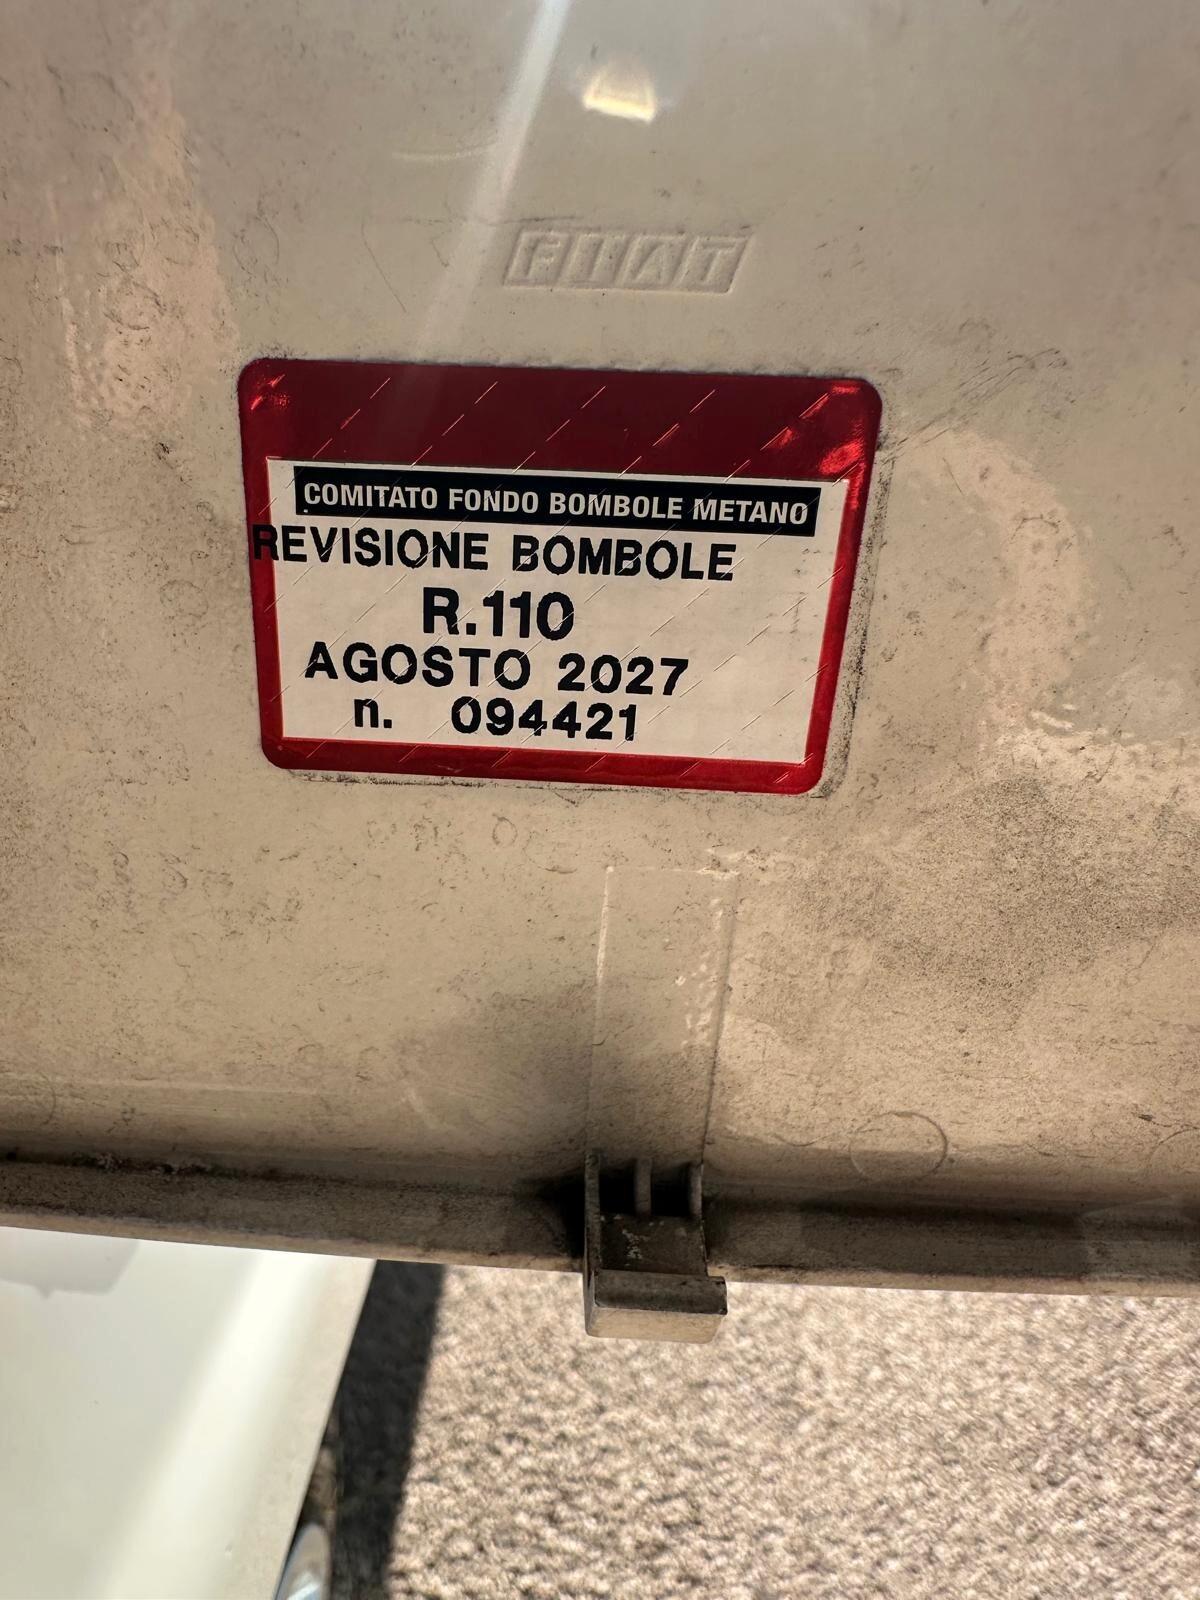 FIAT
COMITATO FONDO BOMBOLE METANO
REVISIONE BOMBOLE
R.110
AGOSTO 2027
n. 094421